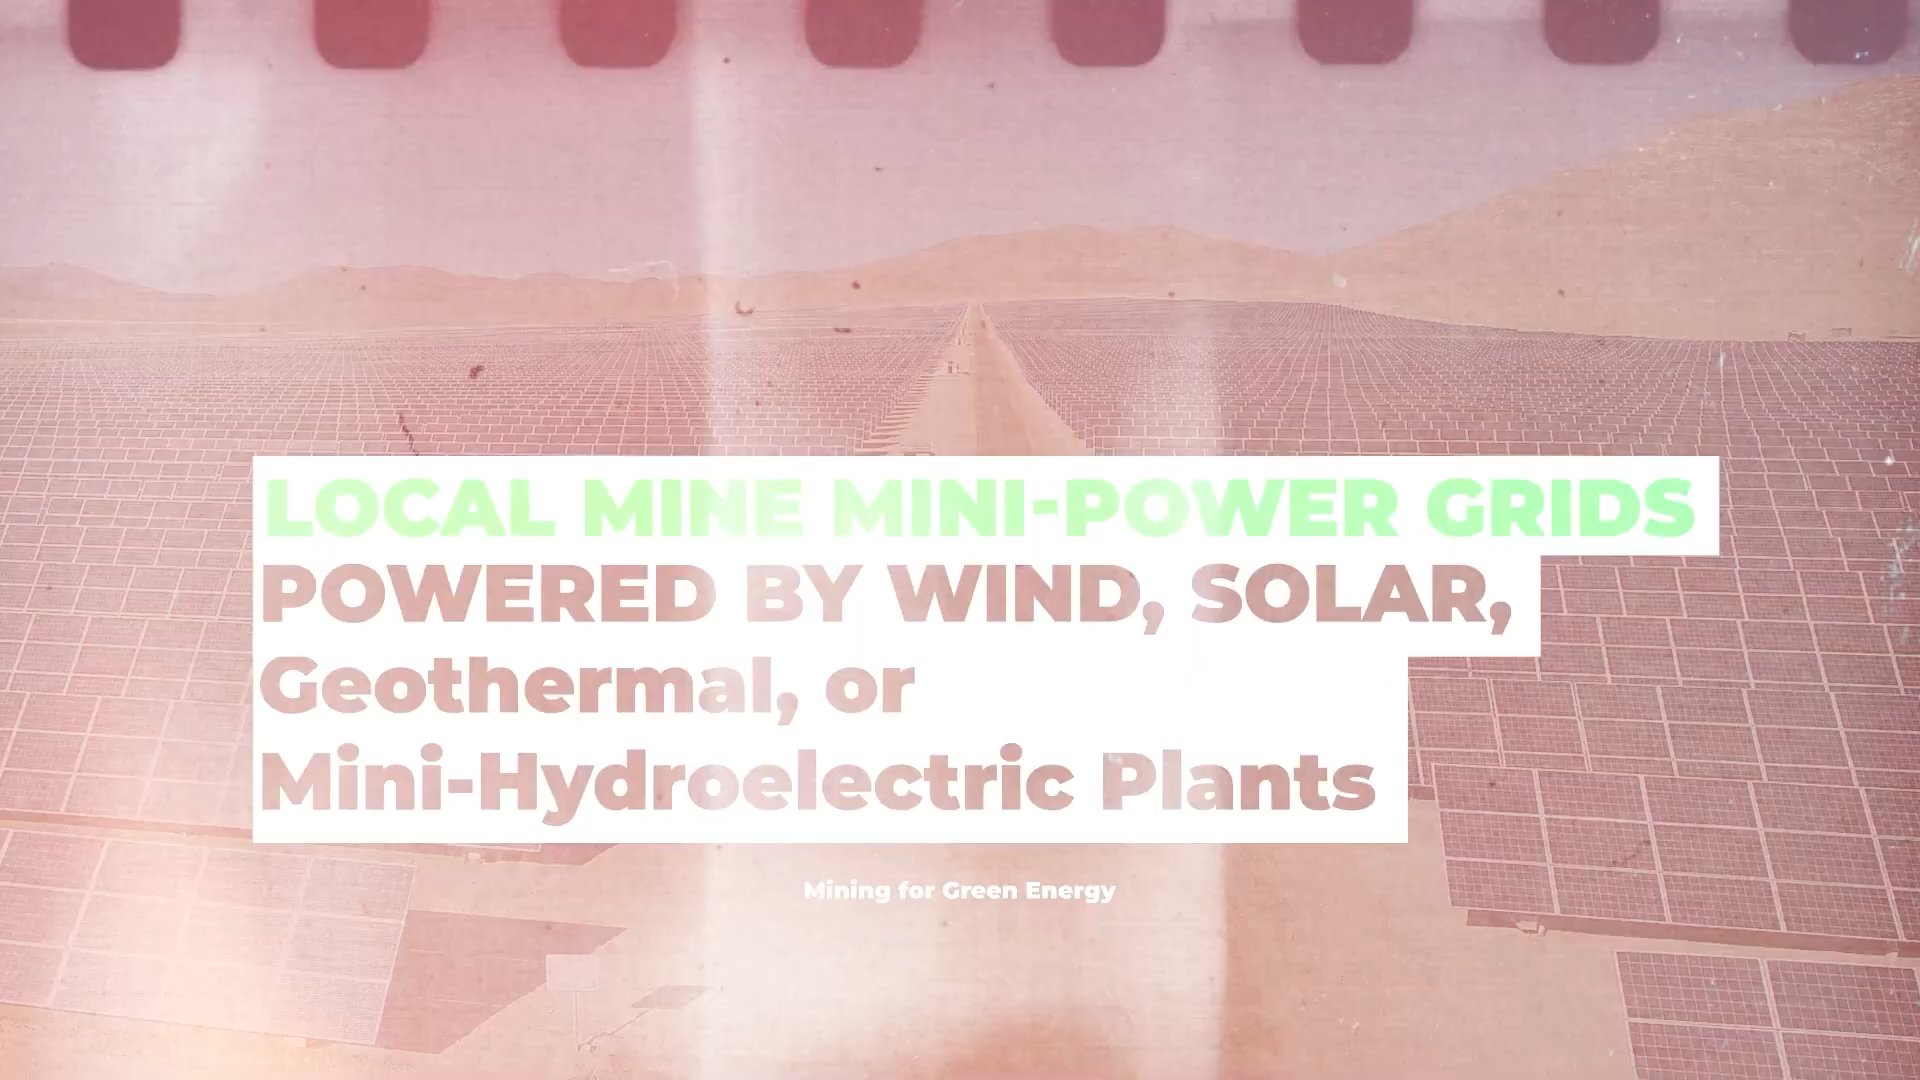 LOCAL MINE MINI-POWER GRIDS
POWERED BY WIND, SOLAR,
Geothermal, or
Mini-Hydroelectric Plants
Mining for Green Energy